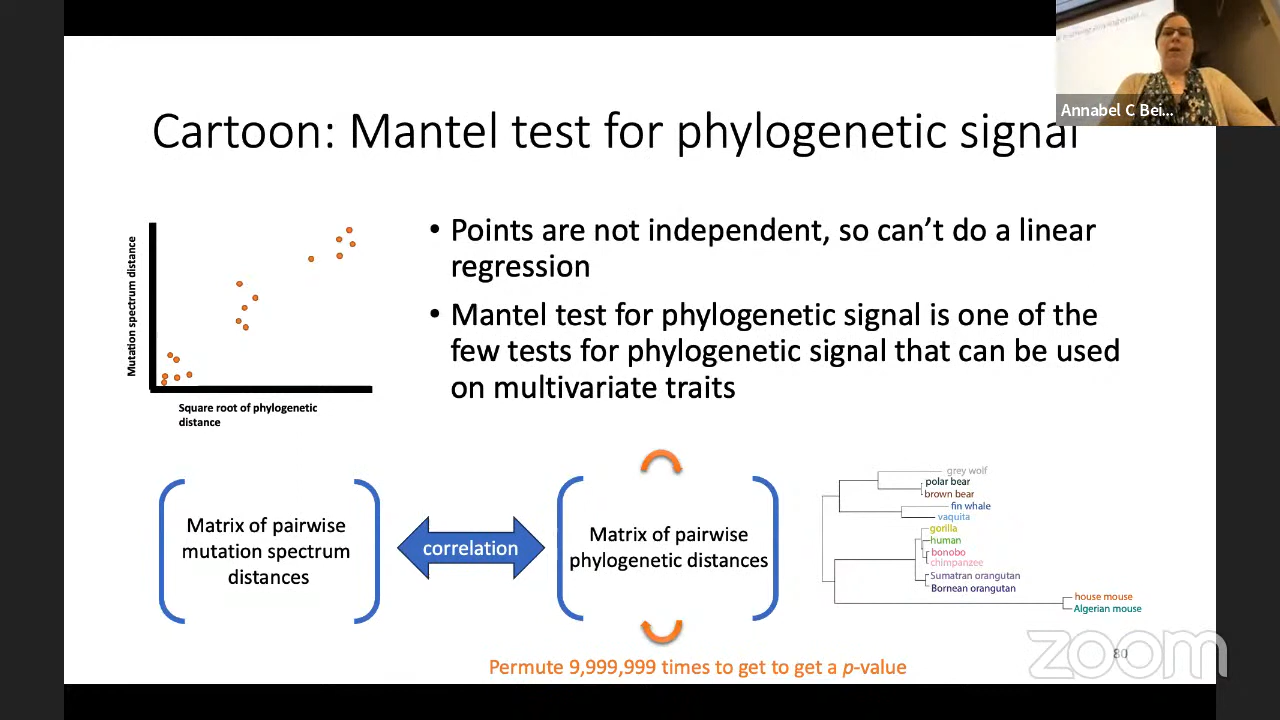 Annabel C Bei...
Cartoon: Mantel test for phylogenetic signal
Mutation spectrum distance
Square root of phylogenetic
distance
• Points are not independent, so can't do a linear
regression
• Mantel test for phylogenetic signal is one of the
few tests for phylogenetic signal that can be used
on multivariate traits
Matrix of pairwise
mutation spectrum
distances
correlation
Matrix of pairwise
phylogenetic distances
Permute 9,999,999 times to get to get a p-value
grey wolf
polar bear
brown bear
fin whale
vaquita
gorilla
human
bonobo
chimpanzee
Sumatran orangutan
Bornean orangutan
house mouse
Algerian mouse
80
zoom